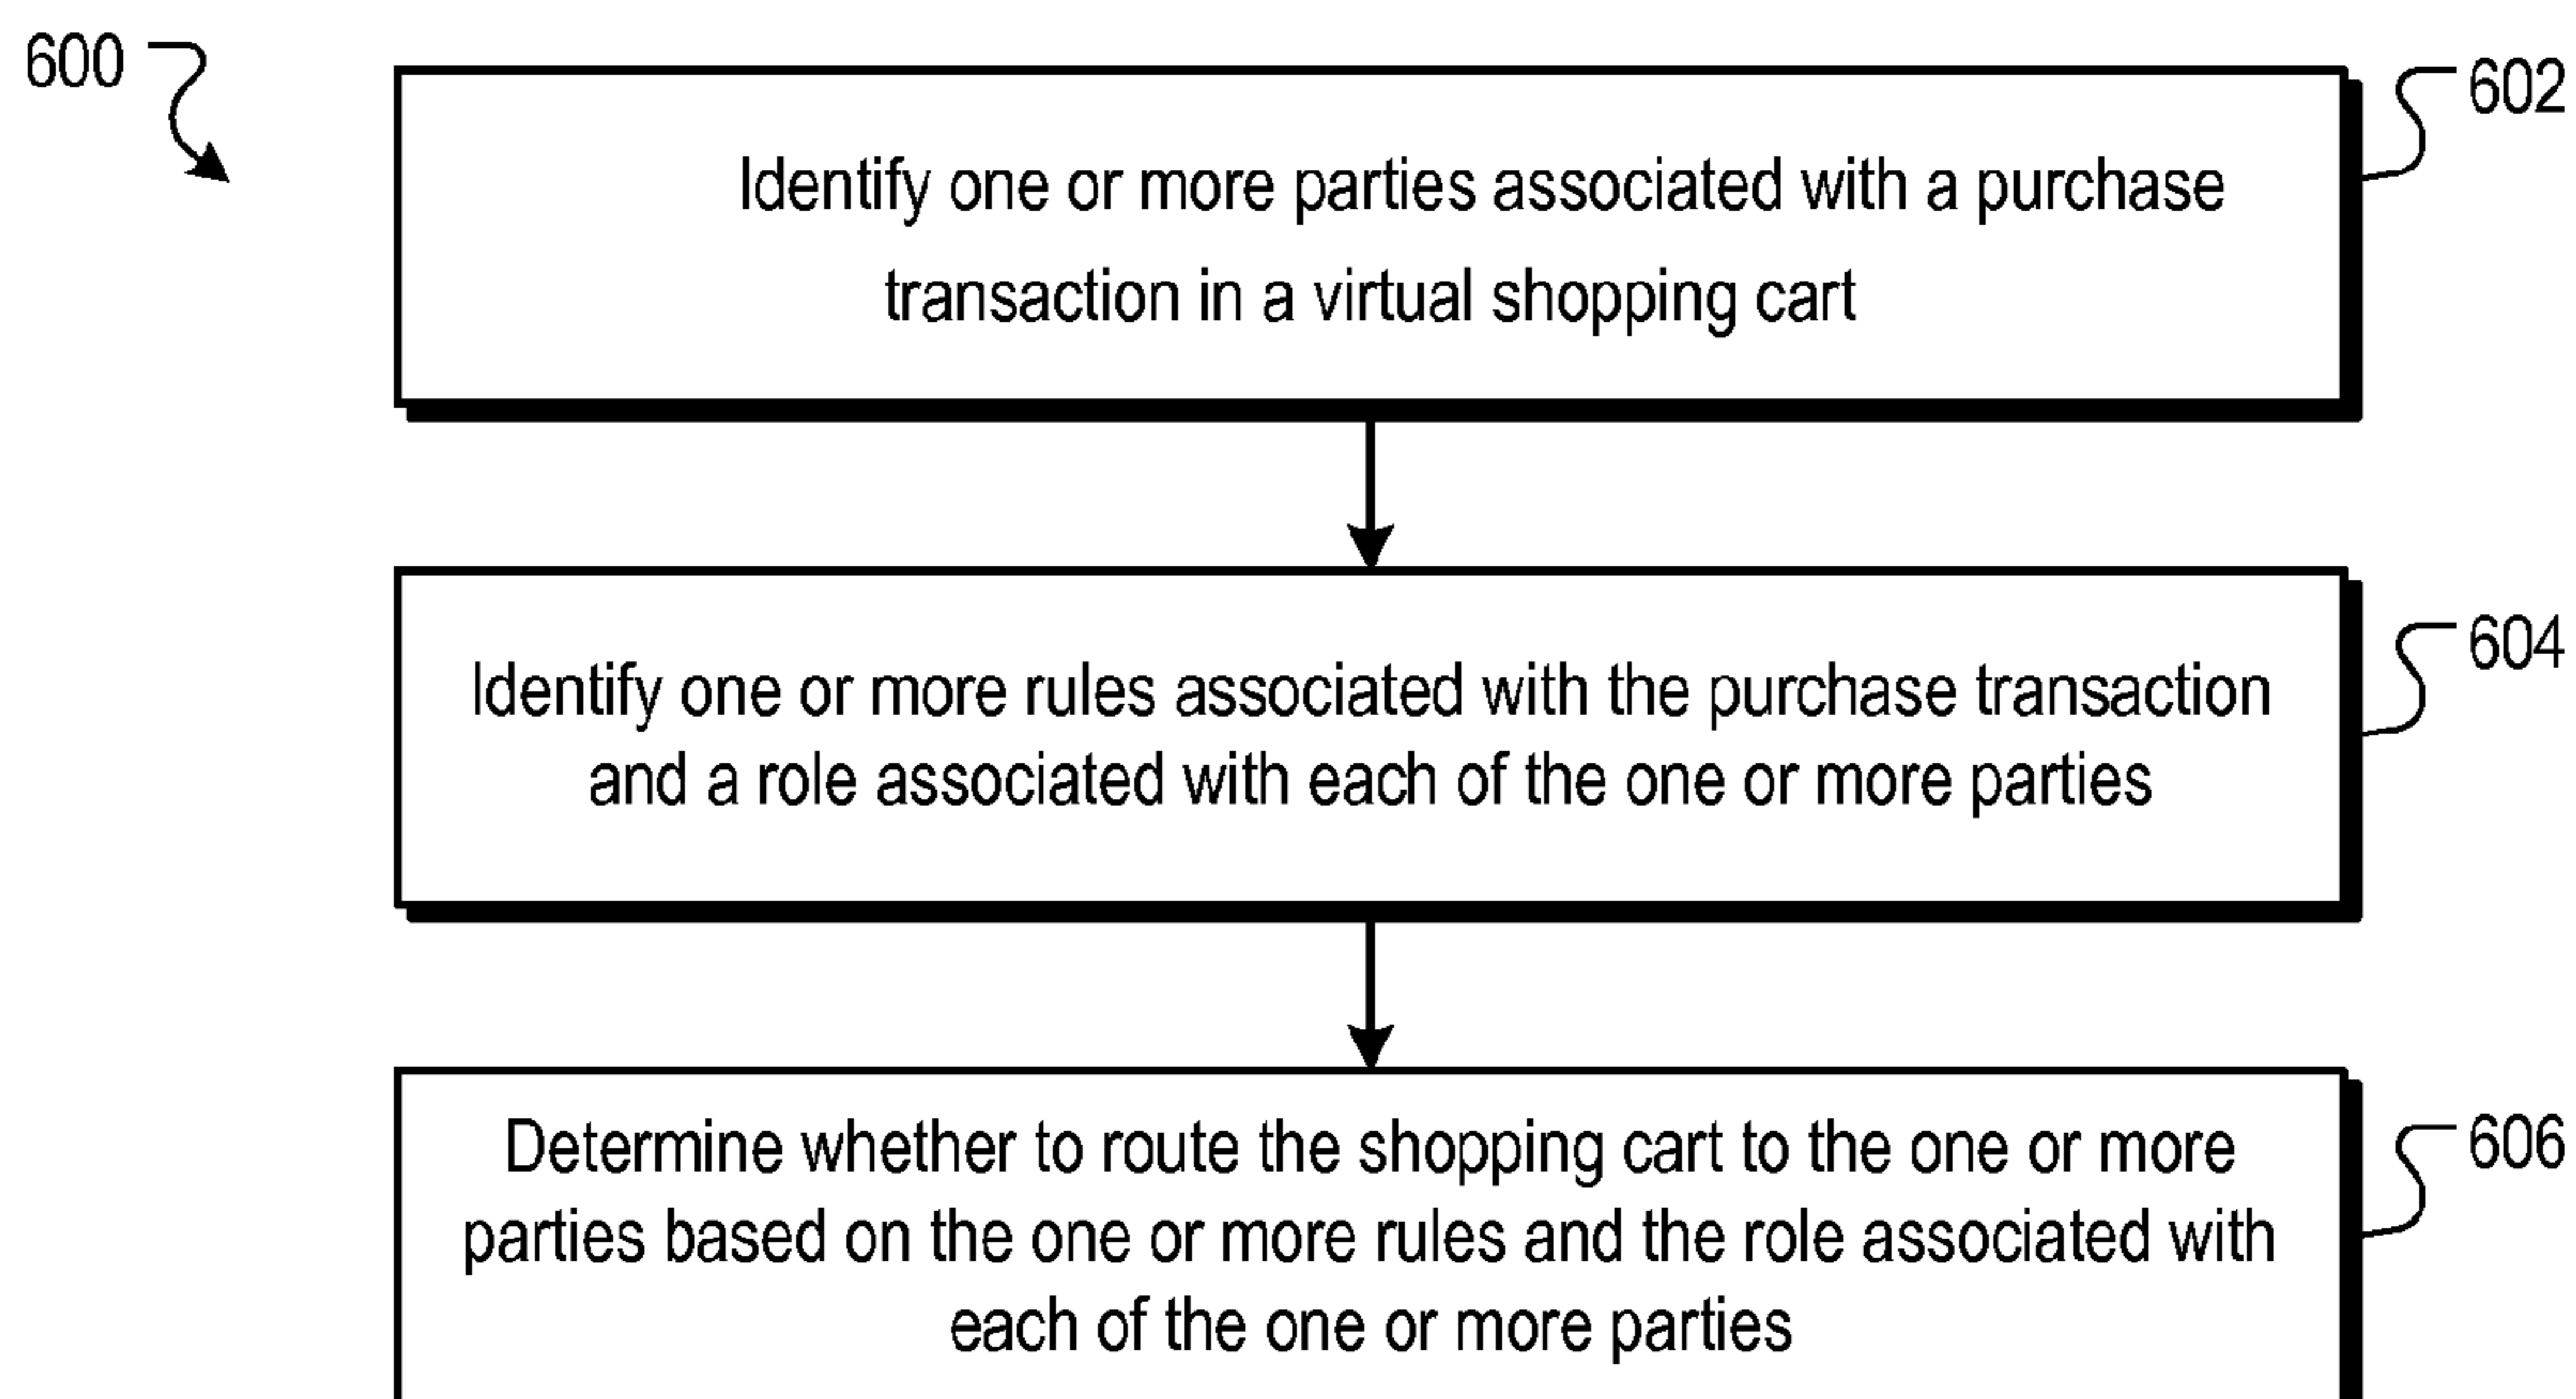 600
602
Identify one or more parties associated with a purchase
transaction in a virtual shopping cart
604
Identify one or more rules associated with the purchase transaction
and a role associated with each of the one or more parties
606
Determine whether to route the shopping cart to the one or more
parties based on the one or more rules and the role associated with
each of the one or more parties